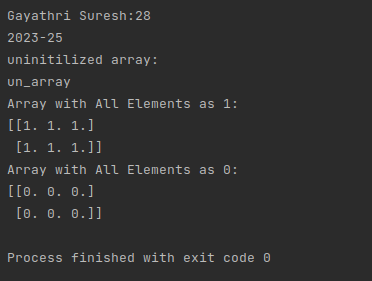 Gayathri Suresh:28
2023-25
uninitilized array:
un_array
Array with All Elements as 1:
[[1. 1. 1.]
 [1. 1. 1.]]
Array with All Elements as 0:
[[0. 0. 0.]
 [0. 0. 0.]]

Process finished with exit code 0